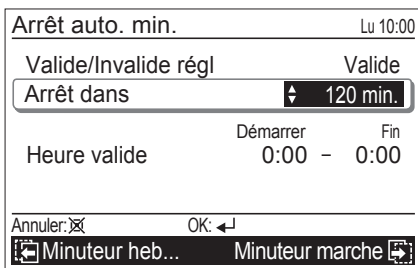 Arrêt auto. min. Lu 10:00
Valide/Invalide régl Valide
Arrêt dans 120 min.
Démarrer Fin
Heure valide 0:00 – 0:00
Annuler: OK:
Minuteur heb... Minuteur marche